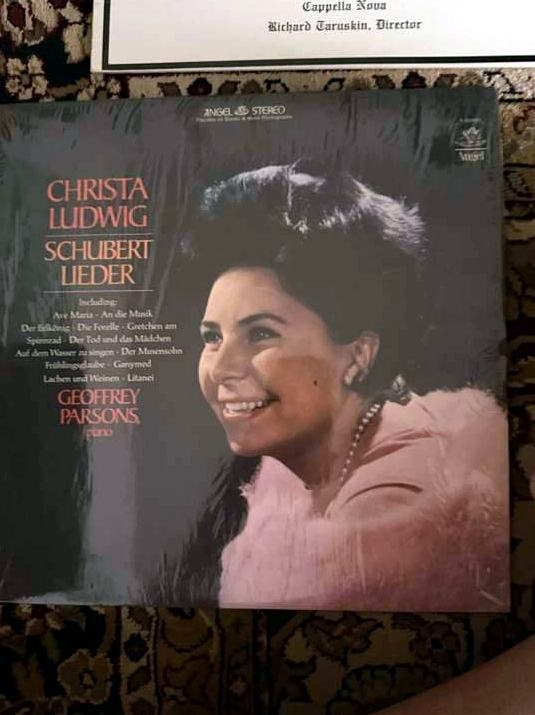 Cappella Nova
Richard Taruskin, Director
ANGEL STEREO
Angel
CHRISTA
LUDWIG
SCHUBERT
LIEDER
Including:
Ave Maria - An die Musik
Der Erlkönig - Die Forelle - Gretchen am
Spinnrad - Der Tod und das Mädchen
Auf dem Wasser zu singen - Der Musensohn
Frühlingsglaube - Ganymed
Lachen und Weinen - Litanei
GEOFFREY
PARSONS,
piano